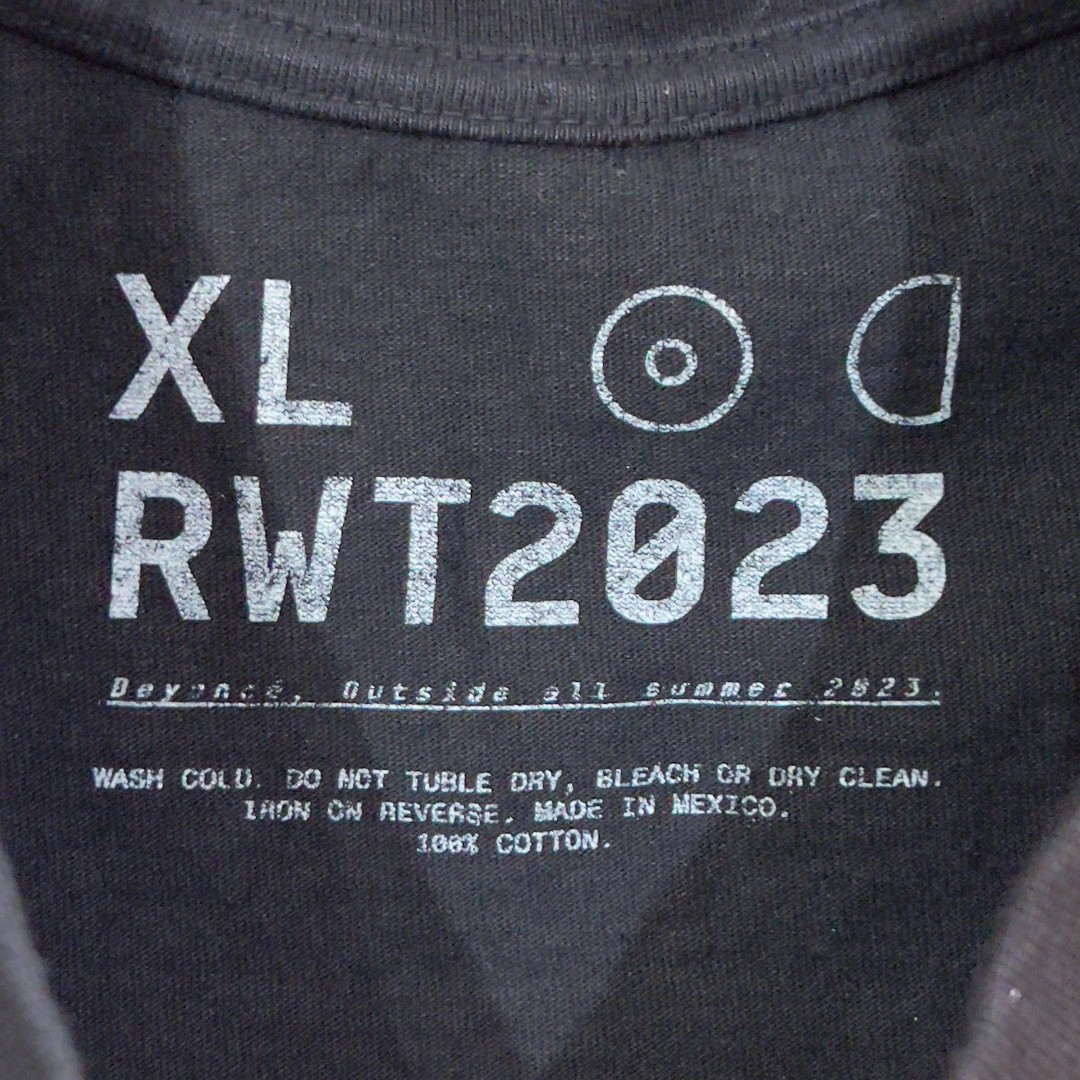 XL
RWT2023
Beyoncé, Outside all summer 2023.
WASH COLD. DO NOT TUBLE DRY, BLEACH OR DRY CLEAN.
IRON ON REVERSE. MADE IN MEXICO.
100% COTTON.